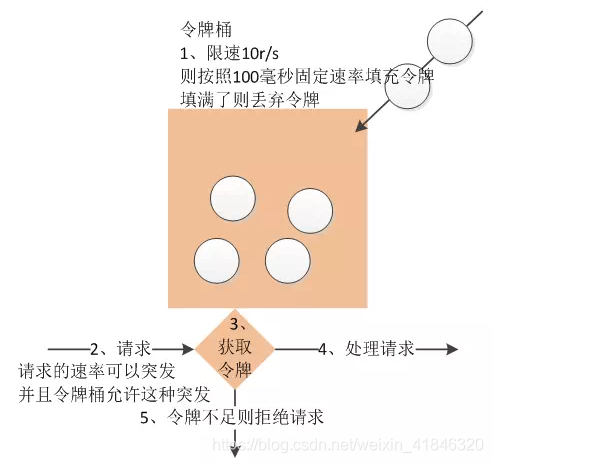 令牌桶
1、限速10r/s
则按照100毫秒固定速率填充令牌
填满了则丢弃令牌
3、
获取
令牌
2、请求
4、处理请求
请求的速率可以突发
并且令牌桶允许这种突发
5、令牌不足则拒绝请求
https://blog.csdn.net/weixin_41846320